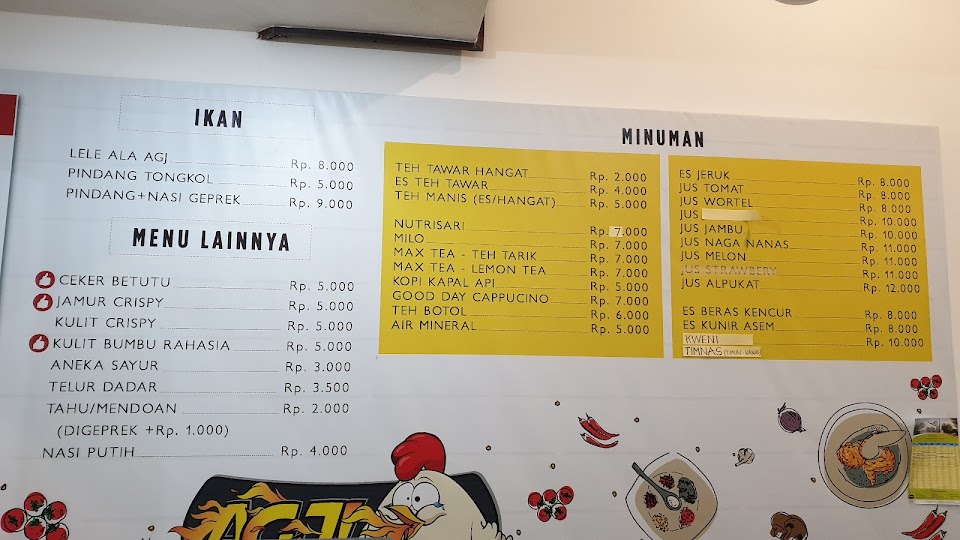 IKAN
LELE ALA AGJ Rp. 8.000
PINDANG TONGKOL Rp. 5.000
PINDANG+NASI GEPREK Rp. 9.000
MENU LAINNYA
CEKER BETUTU Rp. 5.000
JAMUR CRISPY Rp. 5.000
KULIT CRISPY Rp. 5.000
KULIT BUMBU RAHASIA Rp. 5.000
ANEKA SAYUR Rp. 3.000
TELUR DADAR Rp. 3.500
TAHU/MENDOAN Rp. 2.000
(DIGEPREK +Rp. 1.000)
NASI PUTIH Rp. 4.000
MINUMAN
TEH TAWAR HANGAT Rp. 2.000
ES TEH TAWAR Rp. 4.000
TEH MANIS (ES/HANGAT) Rp. 5.000
NUTRISARI Rp. 7.000
MILO Rp. 7.000
MAX TEA - TEH TARIK Rp. 7.000
MAX TEA - LEMON TEA Rp. 7.000
KOPI KAPAL API Rp. 5.000
GOOD DAY CAPPUCINO Rp. 7.000
TEH BOTOL Rp. 6.000
AIR MINERAL Rp. 5.000
ES JERUK Rp. 8.000
JUS TOMAT Rp. 8.000
JUS WORTEL Rp. 8.000
JUS Rp. 10.000
JUS JAMBU Rp. 10.000
JUS NAGA NANAS Rp. 11.000
JUS MELON Rp. 11.000
JUS STRAWBERY Rp. 11.000
JUS ALPUKAT Rp. 12.000
ES BERAS KENCUR Rp. 8.000
ES KUNIR ASEM Rp. 8.000
KWENI Rp. 10.000
TIMNAS (TIMUN - NANAS)
AGJ